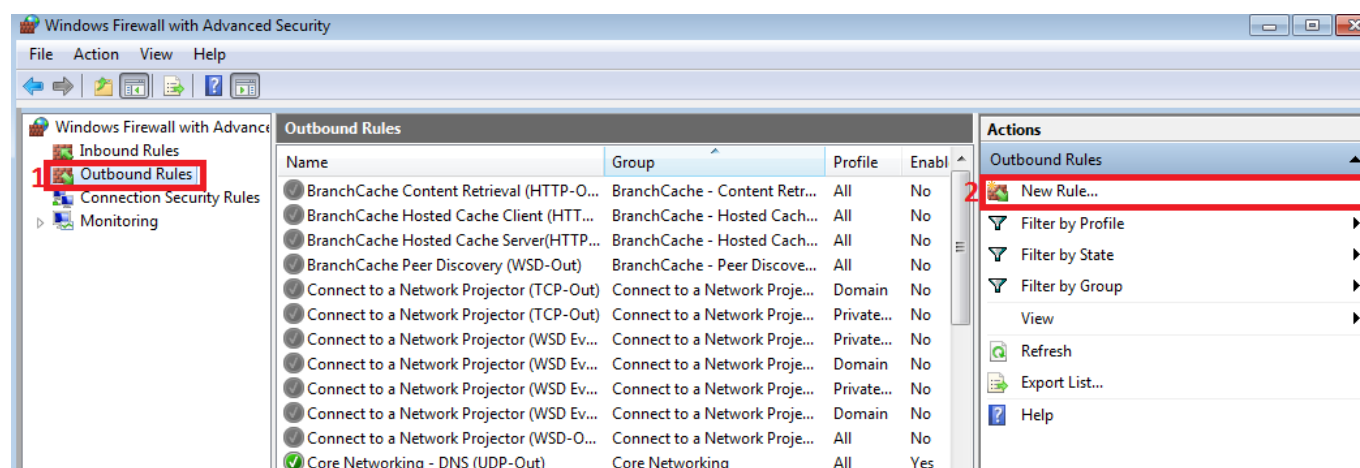 Windows Firewall with Advanced Security
File Action View Help
Windows Firewall with Advance
Inbound Rules
1 Outbound Rules
Connection Security Rules
Monitoring
Outbound Rules
Name Group Profile Enabl
BranchCache Content Retrieval (HTTP-O... BranchCache - Content Retr... All No
BranchCache Hosted Cache Client (HTT... BranchCache - Hosted Cach... All No
BranchCache Hosted Cache Server(HTTP... BranchCache - Hosted Cach... All No
BranchCache Peer Discovery (WSD-Out) BranchCache - Peer Discove... All No
Connect to a Network Projector (TCP-Out) Connect to a Network Proje... Domain No
Connect to a Network Projector (TCP-Out) Connect to a Network Proje... Private... No
Connect to a Network Projector (WSD Ev... Connect to a Network Proje... Private... No
Connect to a Network Projector (WSD Ev... Connect to a Network Proje... Domain No
Connect to a Network Projector (WSD Ev... Connect to a Network Proje... Private... No
Connect to a Network Projector (WSD Ev... Connect to a Network Proje... Domain No
Connect to a Network Projector (WSD-O... Connect to a Network Proje... All No
Core Networking - DNS (UDP-Out) Core Networking All Yes
Actions
Outbound Rules
2 New Rule...
Filter by Profile
Filter by State
Filter by Group
View
Refresh
Export List...
Help